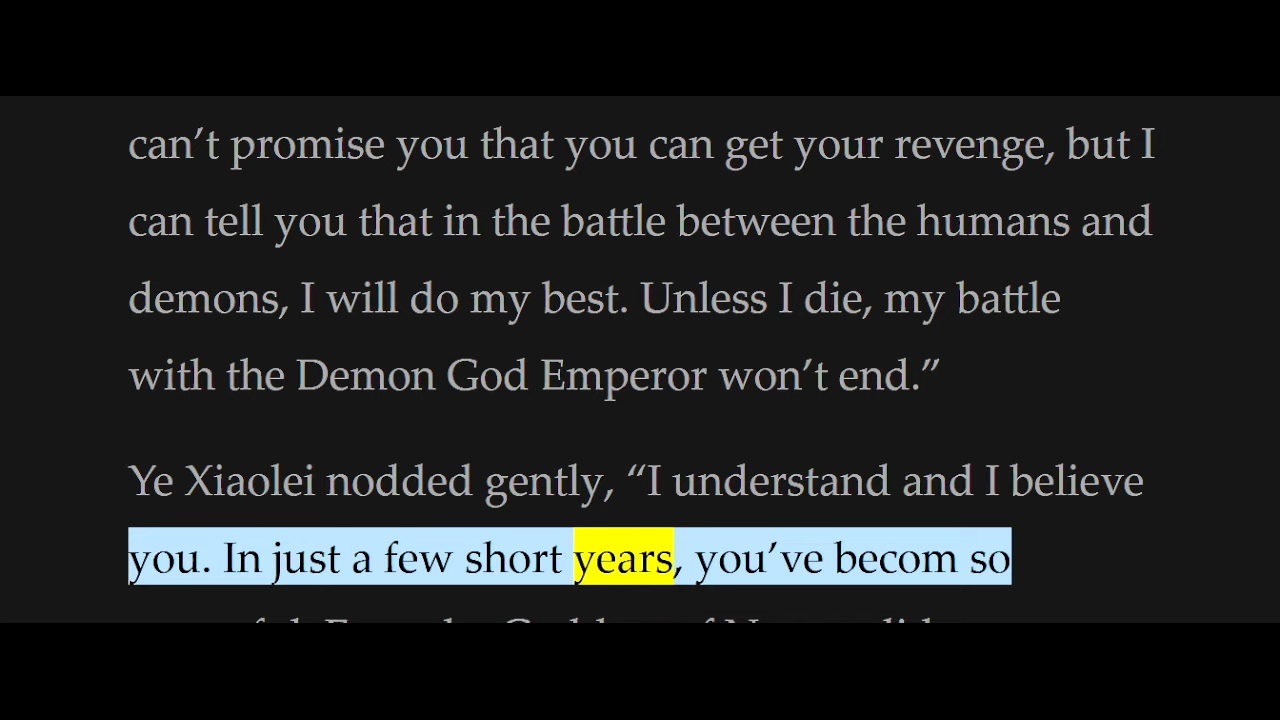 can’t promise you that you can get your revenge, but I
can tell you that in the battle between the humans and
demons, I will do my best. Unless I die, my battle
with the Demon God Emperor won’t end.”
Ye Xiaolei nodded gently, “I understand and I believe
you. In just a few short years, you’ve becom so